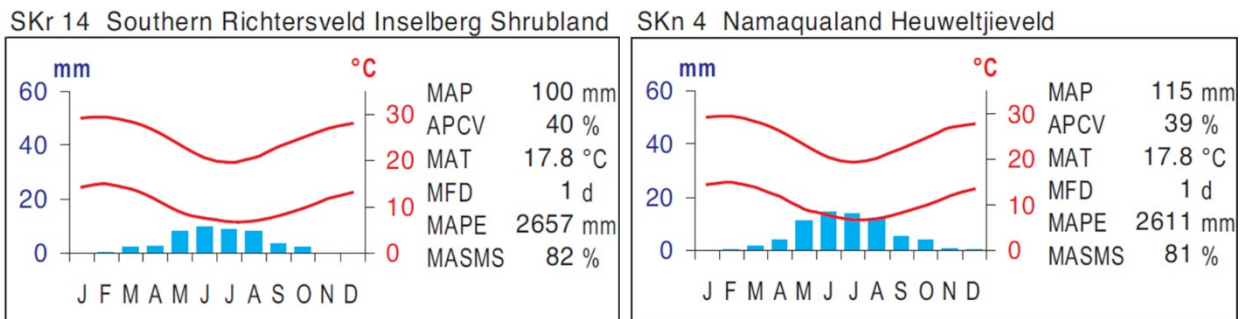 SKr 14 Southern Richtersveld Inselberg Shrubland
mm
°C
60
40
20
0
30
20
10
0
J F M A M J J A S O N D
MAP 100 mm
APCV 40 %
MAT 17.8 °C
MFD 1 d
MAPE 2657 mm
MASMS 82 %
SKn 4 Namaqualand Heuweltjieveld
mm
°C
60
40
20
0
30
20
10
0
J F M A M J J A S O N D
MAP 115 mm
APCV 39 %
MAT 17.8 °C
MFD 1 d
MAPE 2611 mm
MASMS 81 %